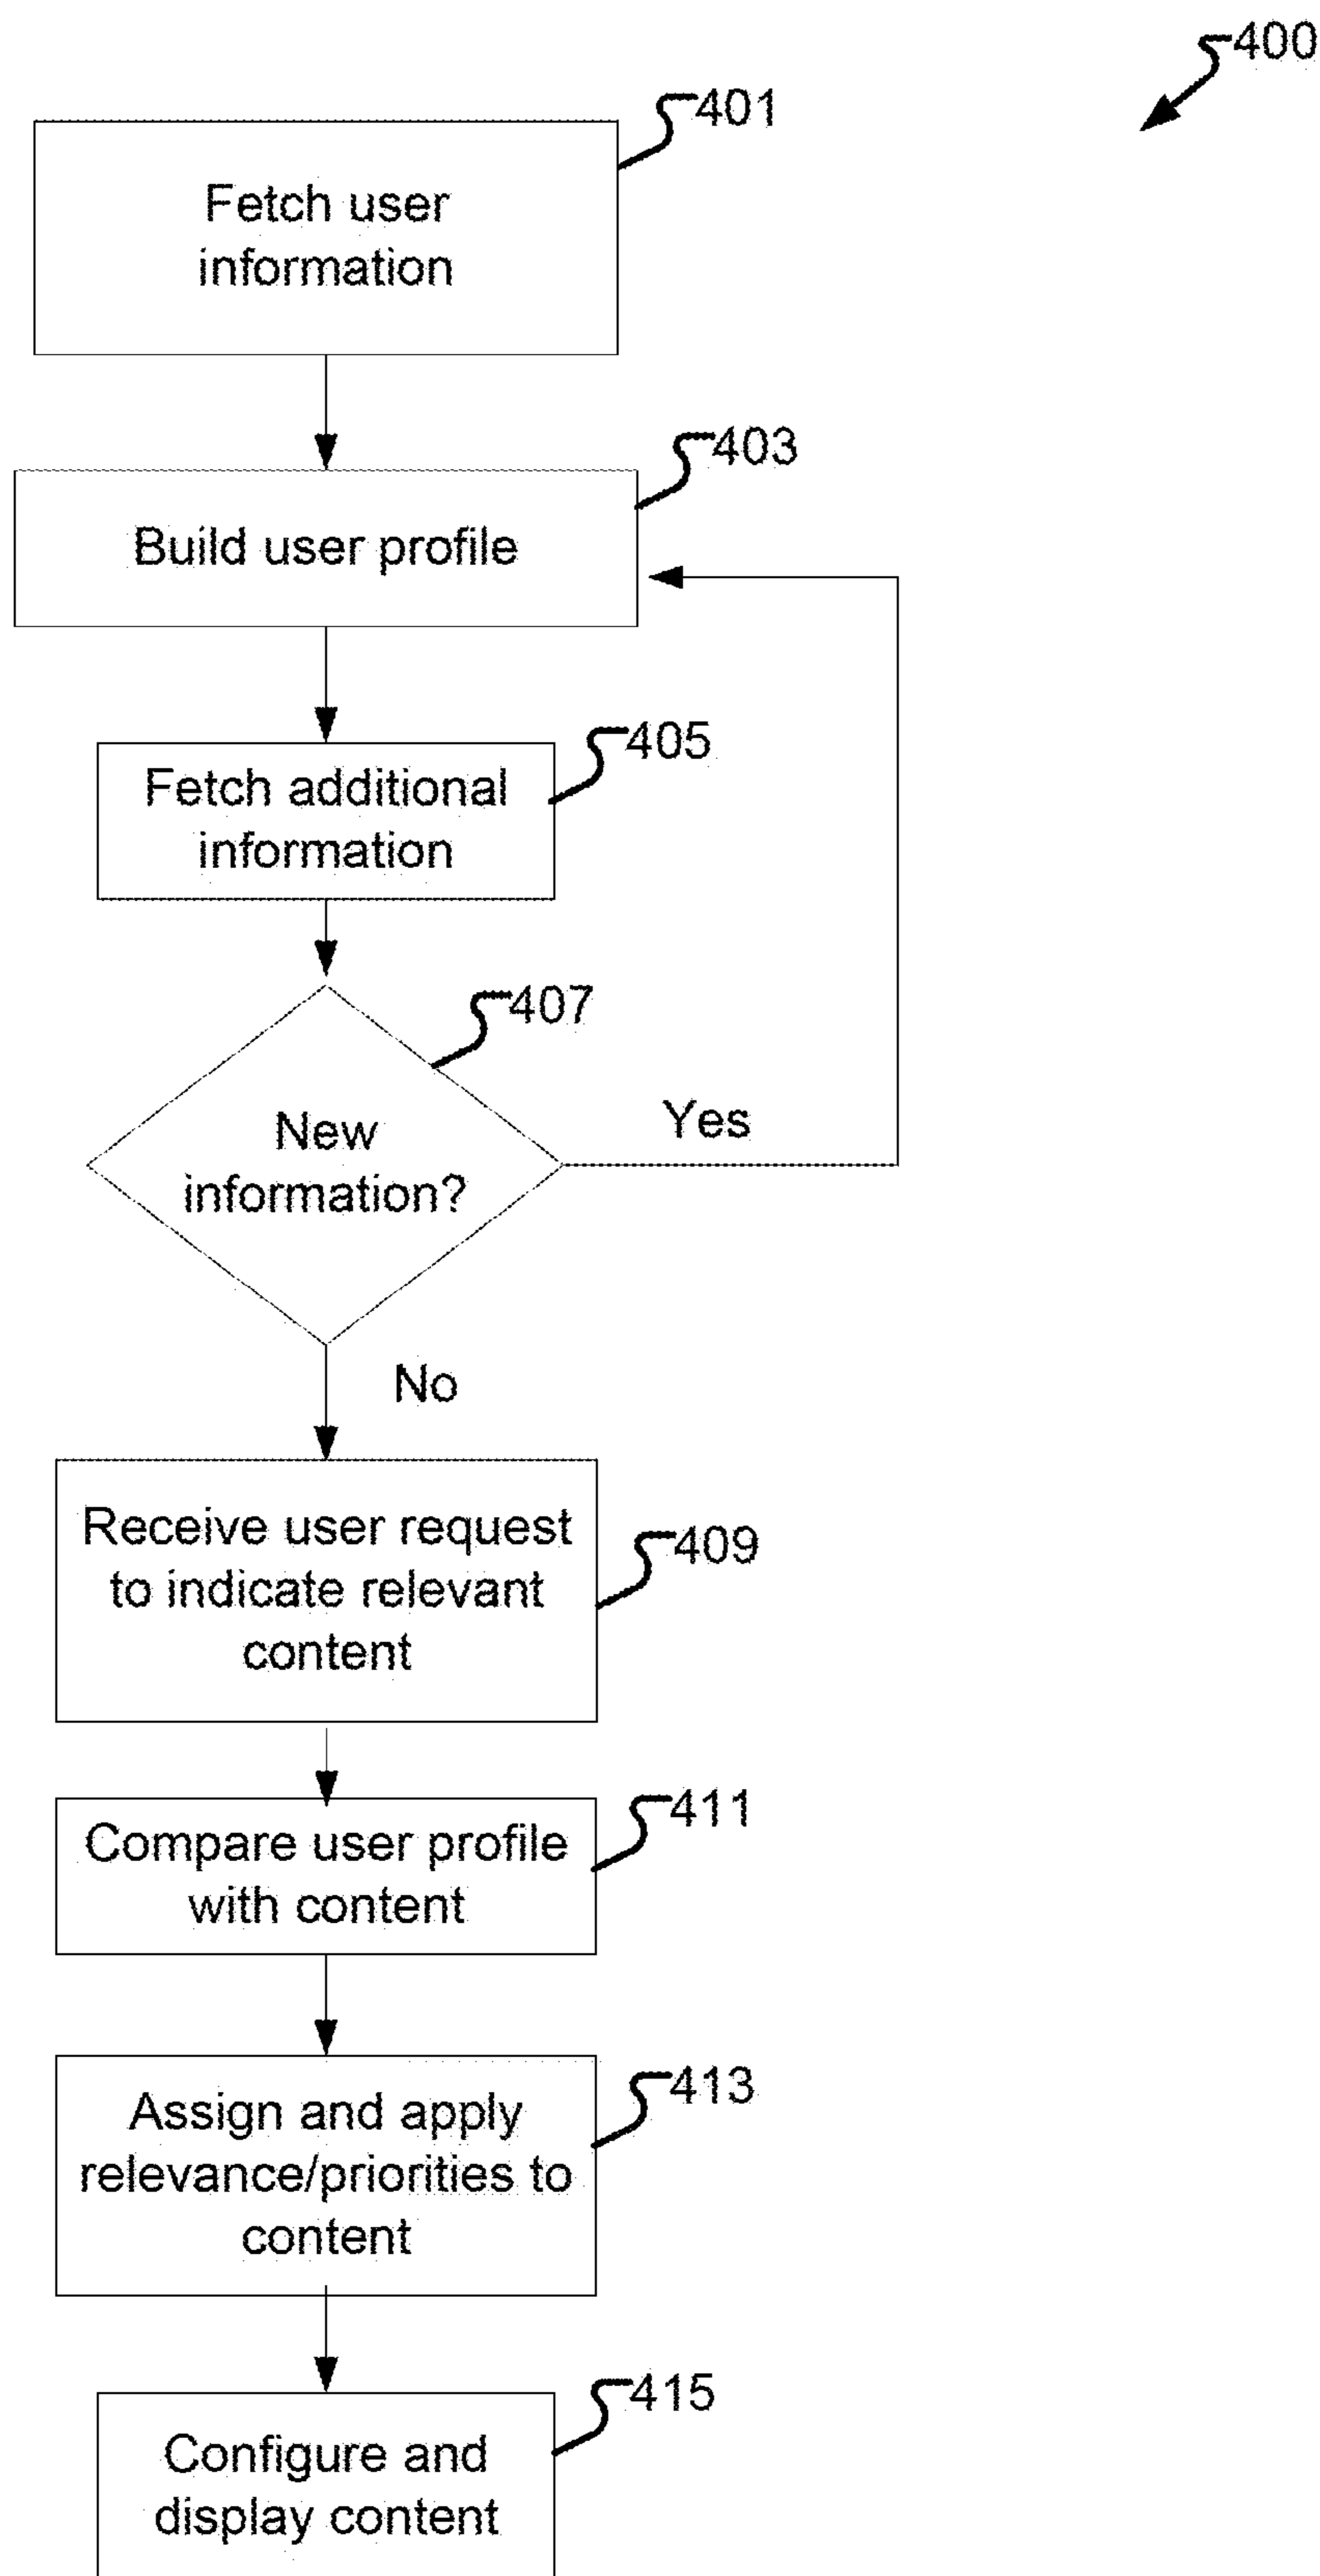 400
401
Fetch user
information
403
Build user profile
405
Fetch additional
information
407
New
information?
Yes
No
Receive user request
to indicate relevant
content
409
411
Compare user profile
with content
413
Assign and apply
relevance/priorities to
content
415
Configure and
display content